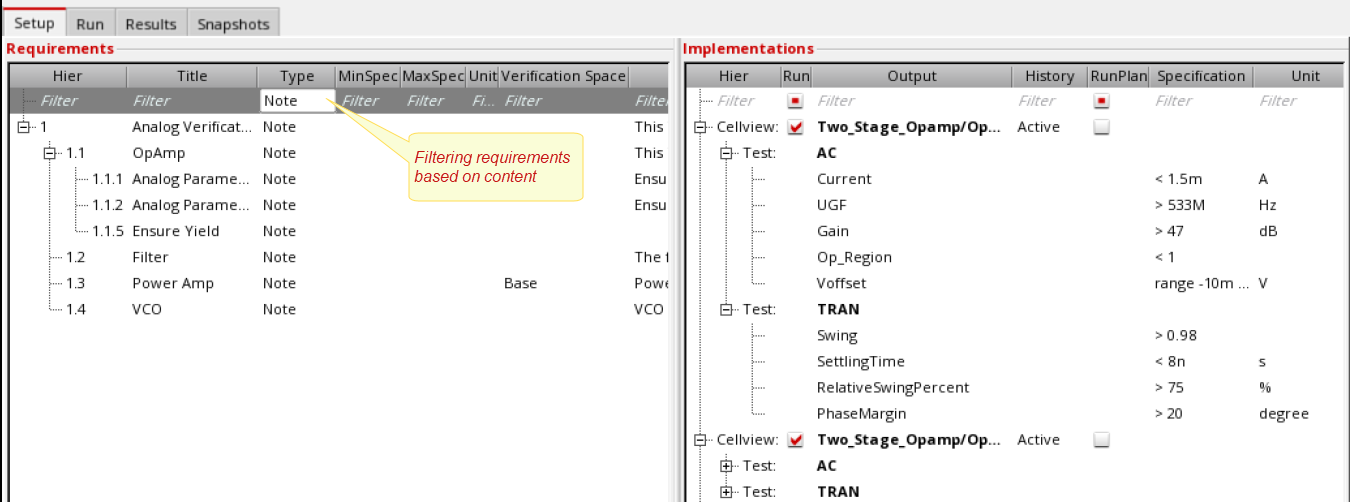 Setup Run Results Snapshots
Requirements
Hier Title Type MinSpec MaxSpec Unit Verification Space
Filter Filter Note Filter Filter Fi... Filter Filter
1 Analog Verificat... Note This
1.1 OpAmp Note This
1.1.1 Analog Parame... Note Ensu
1.1.2 Analog Parame... Note Ensu
1.1.5 Ensure Yield Note
1.2 Filter Note The f
1.3 Power Amp Note Base Powe
1.4 VCO Note VCO
Filtering requirements
based on content
Implementations
Hier Run Output History RunPlan Specification Unit
Filter Filter Filter Filter Filter
Cellview: Two_Stage_Opamp/Op... Active
Test: AC
Current < 1.5m A
UGF > 533M Hz
Gain > 47 dB
Op_Region < 1
Voffset range -10m ... V
Test: TRAN
Swing > 0.98
SettlingTime < 8n s
RelativeSwingPercent > 75 %
PhaseMargin > 20 degree
Cellview: Two_Stage_Opamp/Op... Active
Test: AC
Test: TRAN